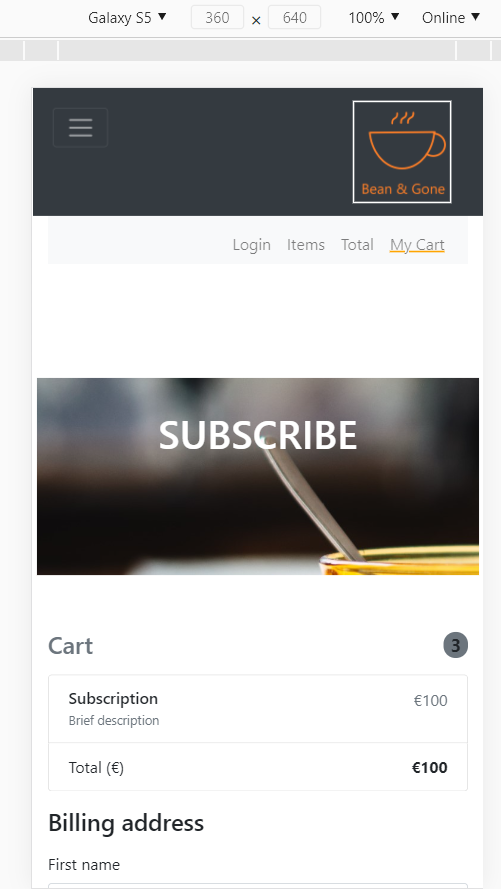 Galaxy S5 ▼ 360 × 640 100% ▼ Online ▼
Bean & Gone
Login Items Total My Cart
SUBSCRIBE
Cart 3
Subscription €100
Brief description
Total (€) €100
Billing address
First name